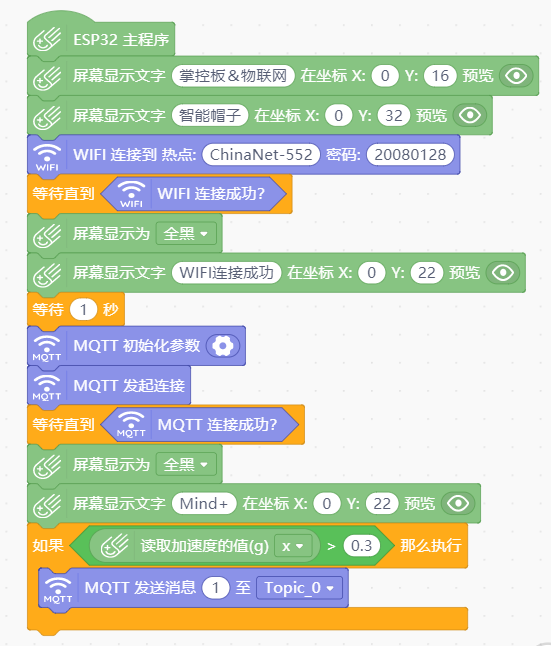 ESP32 主程序
屏幕显示文字 掌控板&物联网 在坐标 X: 0 Y: 16 预览
屏幕显示文字 智能帽子 在坐标 X: 0 Y: 32 预览
WIFI WIFI 连接到 热点: ChinaNet-552 密码: 20080128
等待直到 WIFI WIFI 连接成功?
屏幕显示为 全黑
屏幕显示文字 WIFI连接成功 在坐标 X: 0 Y: 22 预览
等待 1 秒
MQTT MQTT 初始化参数
MQTT MQTT 发起连接
等待直到 MQTT MQTT 连接成功?
屏幕显示为 全黑
屏幕显示文字 Mind+ 在坐标 X: 0 Y: 22 预览
如果 读取加速度的值(g) x > 0.3 那么执行
MQTT MQTT 发送消息 1 至 Topic_0